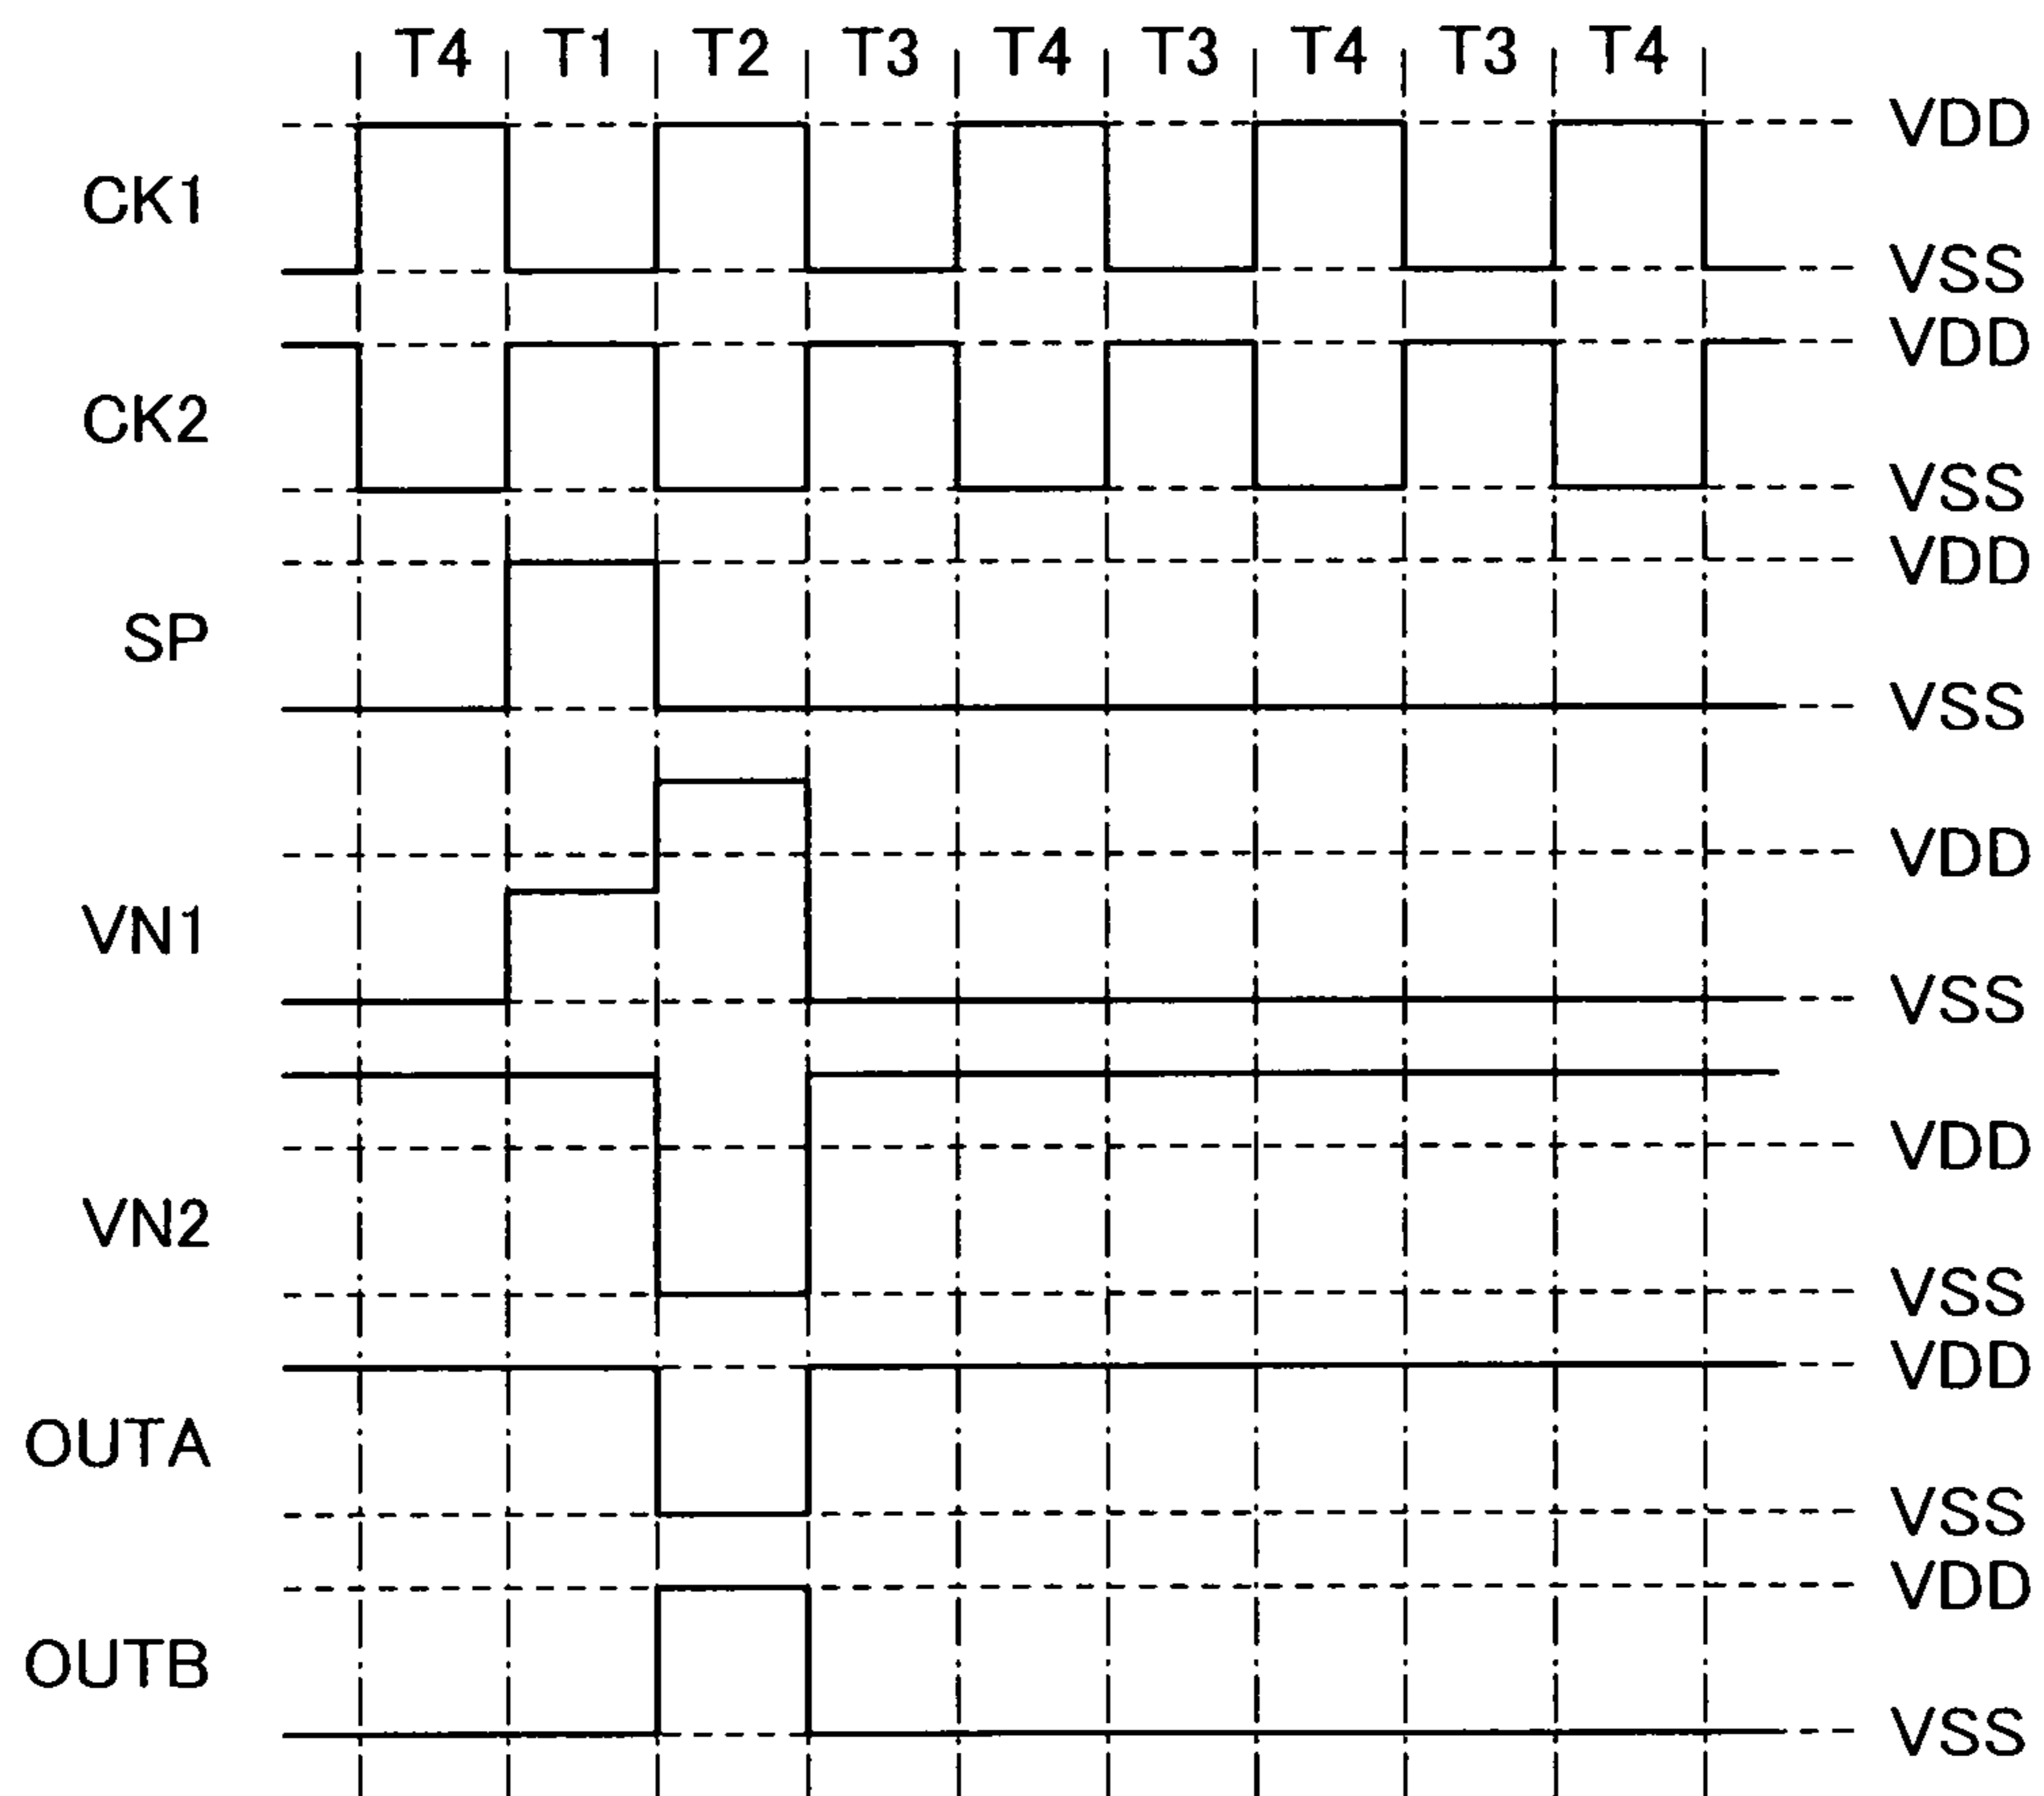 T4 T1 T2 T3 T4 T3 T4 T3 T4
VDD
CK1
VSS
VDD
CK2
VSS
VDD
SP
VSS
VDD
VN1
VSS
VDD
VN2
VSS
VDD
OUTA
VSS
VDD
OUTB
VSS